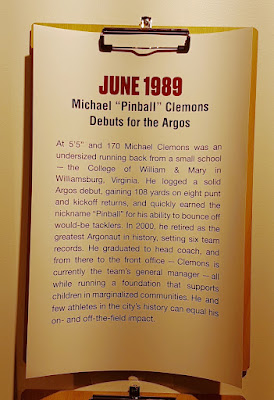 JUNE 1989
Michael "Pinball" Clemons
Debuts for the Argos
At 5'5" and 170 Michael Clemons was an
undersized running back from a small school
— the College of William & Mary in
Williamsburg, Virginia. He logged a solid
Argos debut, gaining 108 yards on eight punt
and kickoff returns, and quickly earned the
nickname "Pinball" for his ability to bounce off
would-be tacklers. In 2000, he retired as the
greatest Argonaut in history, setting six team
records. He graduated to head coach, and
from there to the front office — Clemons is
currently the team's general manager — all
while running a foundation that supports
children in marginalized communities. He and
few athletes in the city's history can equal his
on- and off-the-field impact.